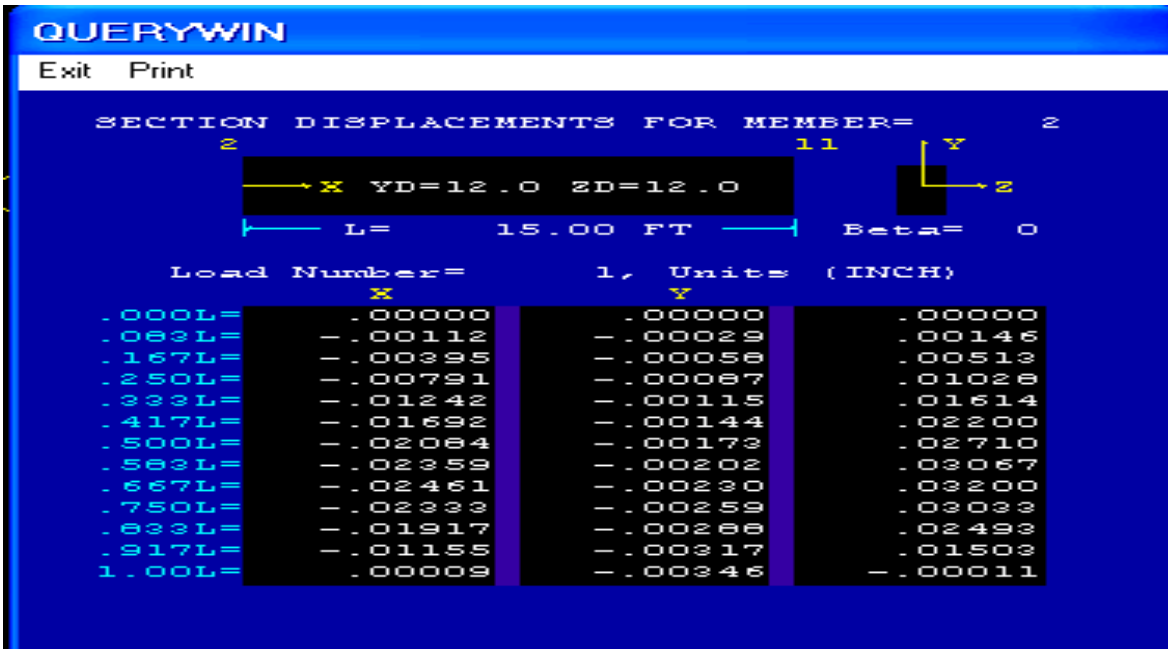 QUERYWIN
Exit Print
SECTION DISPLACEMENTS FOR MEMBER= 2
2 11 Y
X YD=12.0 ZD=12.0 Z
L= 15.00 FT Beta= 0
Load Number= 1, Units (INCH)
X Y
.000L= .00000 .00000 .00000
.083L= -.00112 -.00029 .00146
.167L= -.00395 -.00058 .00513
.250L= -.00791 -.00087 .01028
.333L= -.01242 -.00115 .01614
.417L= -.01692 -.00144 .02200
.500L= -.02084 -.00173 .02710
.583L= -.02359 -.00202 .03067
.667L= -.02461 -.00230 .03200
.750L= -.02333 -.00259 .03033
.833L= -.01917 -.00288 .02493
.917L= -.01155 -.00317 .01503
1.00L= .00009 -.00346 -.00011